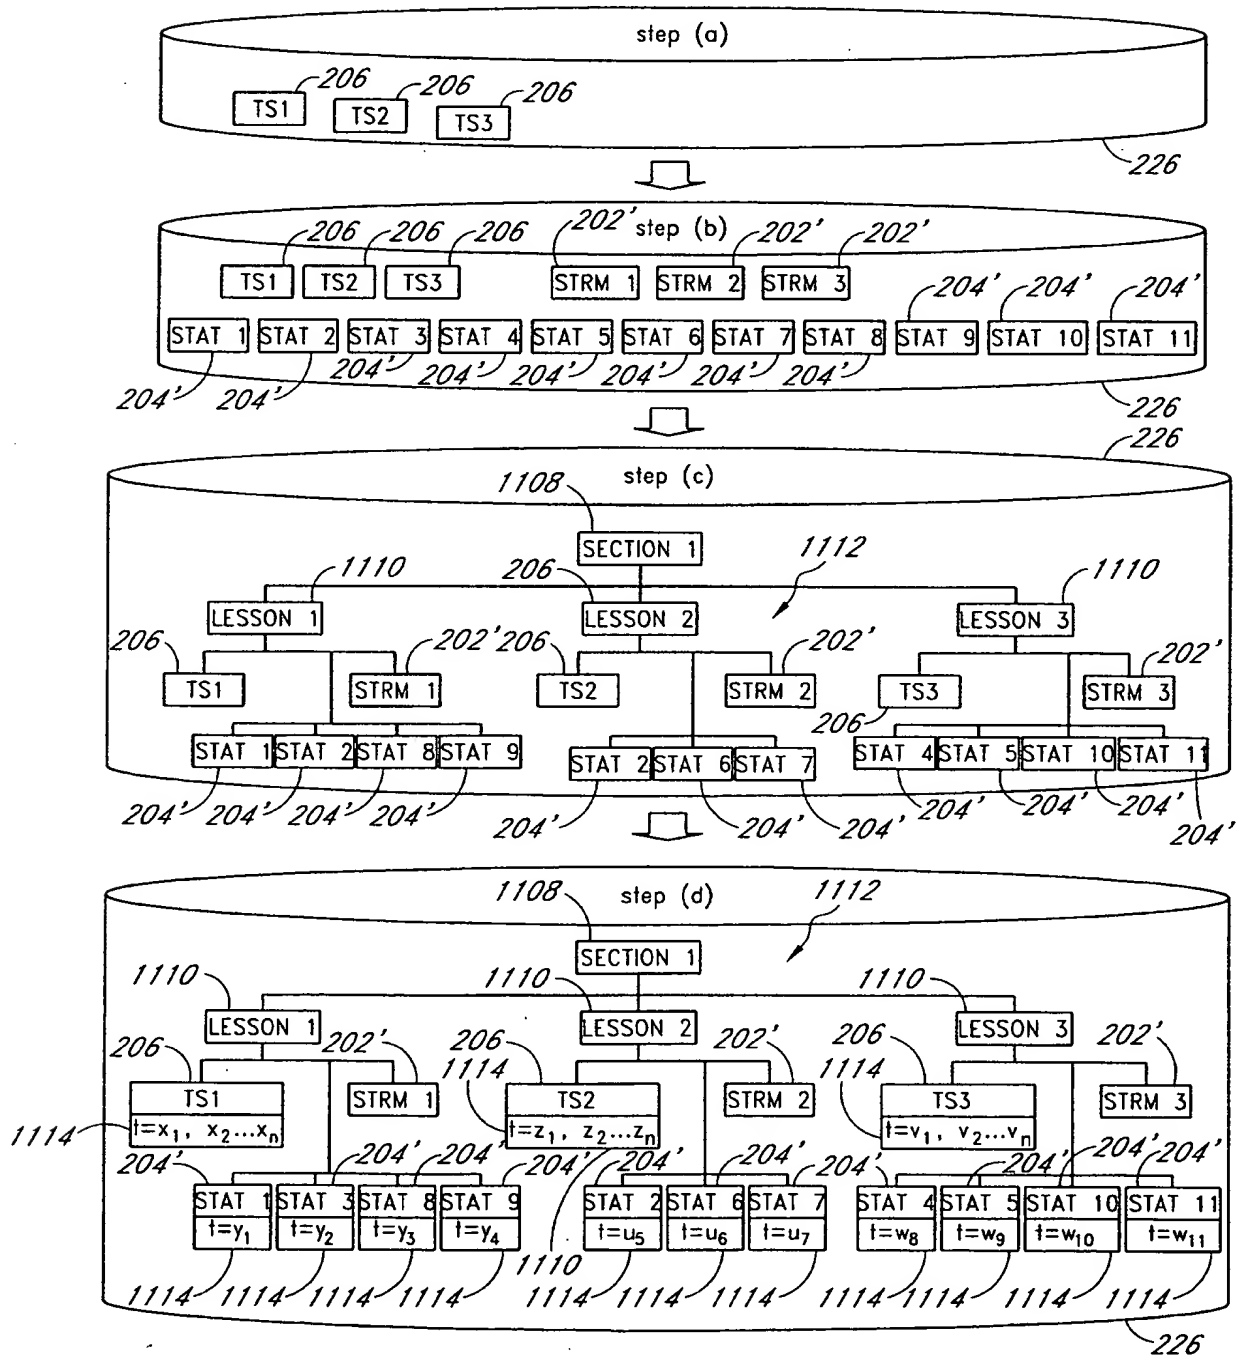 step (a)
206 206 206
TS1 TS2 TS3
226
step (b)
206 206 206 202' 202' 202'
TS1 TS2 TS3 STRM 1 STRM 2 STRM 3
204' 204' 204'
STAT 1 STAT 2 STAT 3 STAT 4 STAT 5 STAT 6 STAT 7 STAT 8 STAT 9 STAT 10 STAT 11
204' 204' 204' 204' 204' 204' 204' 204'
226
226
step (c)
1108
SECTION 1
1112
1110 206 1110
LESSON 1 LESSON 2 LESSON 3
206 202' 206 202' 202'
TS1 STRM 1 TS2 STRM 2 TS3 STRM 3
206
STAT 1 STAT 2 STAT 8 STAT 9 STAT 2 STAT 6 STAT 7 STAT 4 STAT 5 STAT 10 STAT 11
204' 204' 204' 204' 204' 204' 204' 204' 204' 204' 204'
step (d)
1108 1112
SECTION 1
1110 1110 1110
LESSON 1 LESSON 2 LESSON 3
206 202' 206 202' 206 202'
1114 1114
TS1 STRM 1 TS2 STRM 2 TS3 STRM 3
t=x1, x2...xn t=z1, z2...zn t=v1, v2...vn
1114
204' 204' 204' 204' 204' 204' 204' 204' 204' 204' 204'
STAT 1 STAT 3 STAT 8 STAT 9 STAT 2 STAT 6 STAT 7 STAT 4 STAT 5 STAT 10 STAT 11
t=y1 t=y2 t=y3 t=y4 t=u5 t=u6 t=u7 t=w8 t=w9 t=w10 t=w11
1110
1114 1114 1114 1114 1114 1114 1114 1114 1114 1114 1114
226